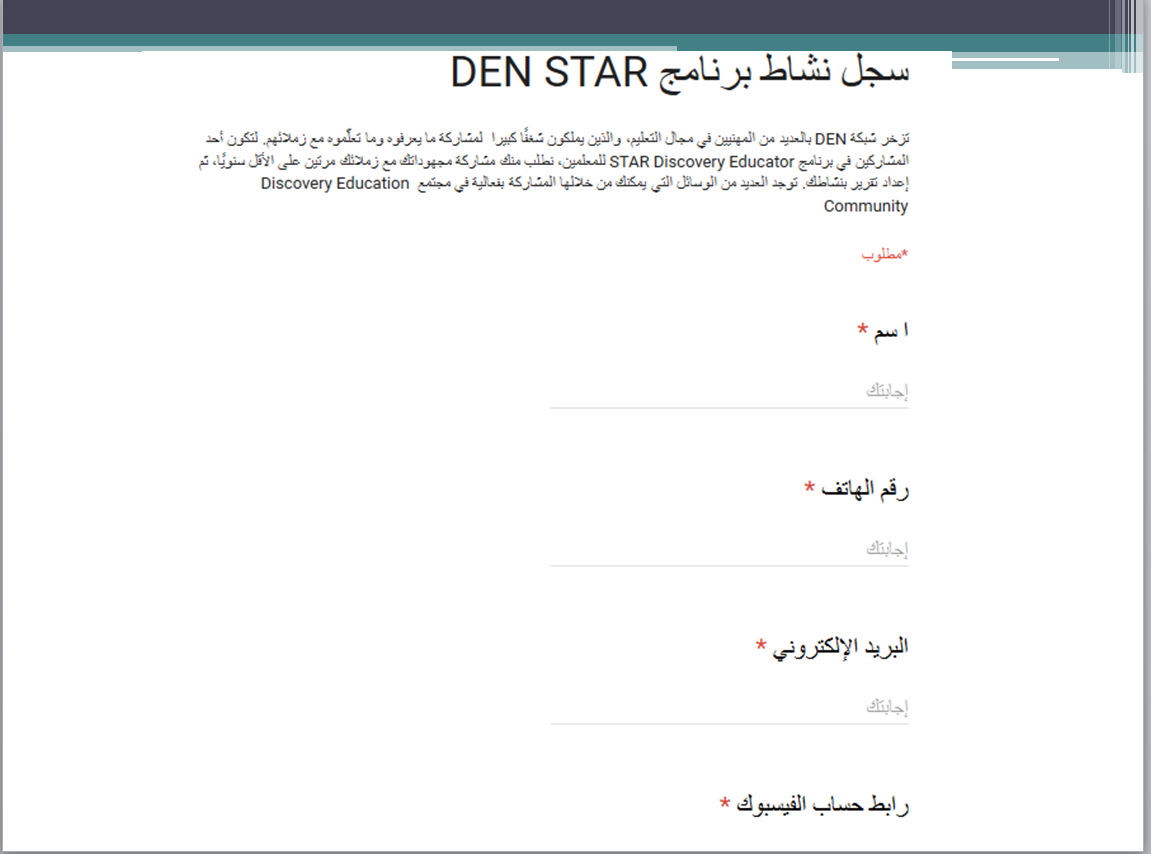 سجل نشاط برنامج DEN STAR
تزخر شبكة DEN بالعديد من المهنيين في مجال التعليم، والذين يملكون شغفًا كبيرا لمشاركة ما يعرفوه وما تعلّموه مع زملائهم. لتكون أحد
المشاركين في برنامج STAR Discovery Educator للمعلمين، نطلب منك مشاركة مجهوداتك مع زملائك مرتين على الأقل سنويًا، ثم
إعداد تقرير بنشاطك. توجد العديد من الوسائل التي يمكنك من خلالها المشاركة بفعالية في مجتمع Discovery Education
Community
*مطلوب
ا سم *
إجابتك
رقم الهاتف *
إجابتك
البريد الإلكتروني *
إجابتك
رابط حساب الفيسبوك *